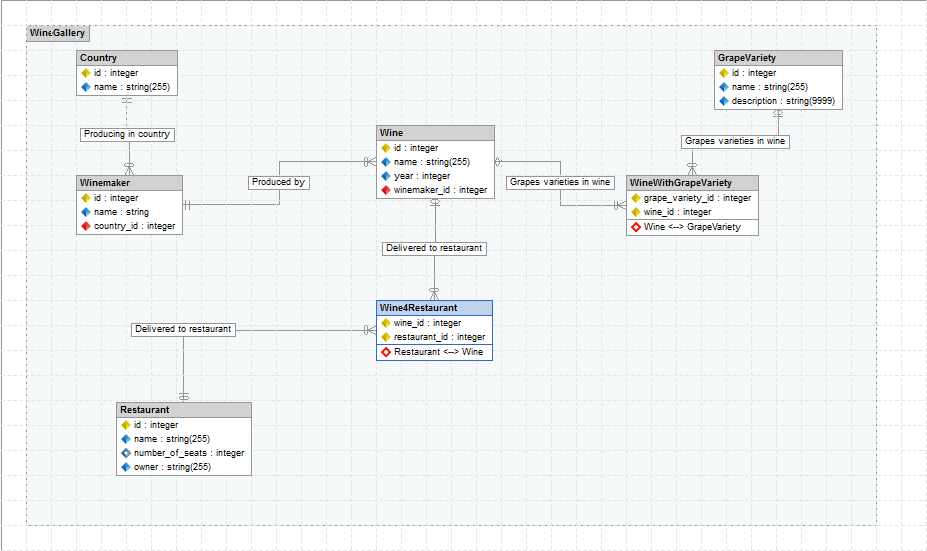 WineGallery
Country
id : integer
name : string(255)
Producing in country
Winemaker
id : integer
name : string
country_id : integer
Produced by
Wine
id : integer
name : string(255)
year : integer
winemaker_id : integer
Grapes varieties in wine
GrapeVariety
id : integer
name : string(255)
description : string(9999)
Grapes varieties in wine
WineWithGrapeVariety
grape_variety_id : integer
wine_id : integer
Wine <--> GrapeVariety
Delivered to restaurant
Wine4Restaurant
wine_id : integer
restaurant_id : integer
Restaurant <--> Wine
Delivered to restaurant
Restaurant
id : integer
name : string(255)
number_of_seats : integer
owner : string(255)